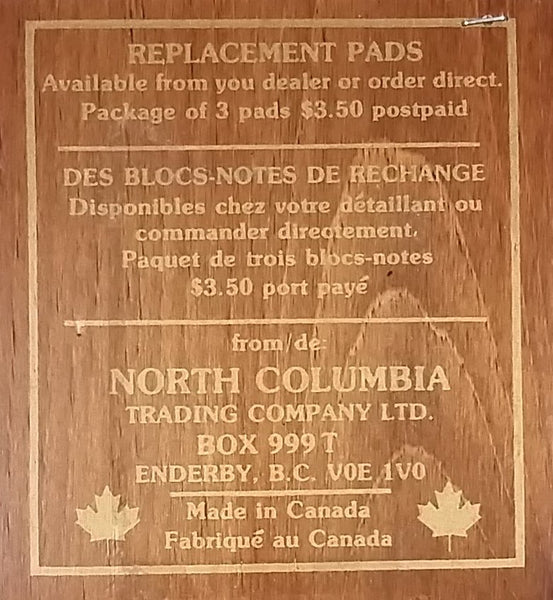 REPLACEMENT PADS
Available from you dealer or order direct.
Package of 3 pads $3.50 postpaid
DES BLOCS-NOTES DE RECHANGE
Disponibles chez votre détaillant ou
commander directement.
Paquet de trois blocs-notes
$3.50 port payé
from/de:
NORTH COLUMBIA
TRADING COMPANY LTD.
BOX 999T
ENDERBY, B.C. V0E 1V0
Made in Canada
Fabriqué au Canada